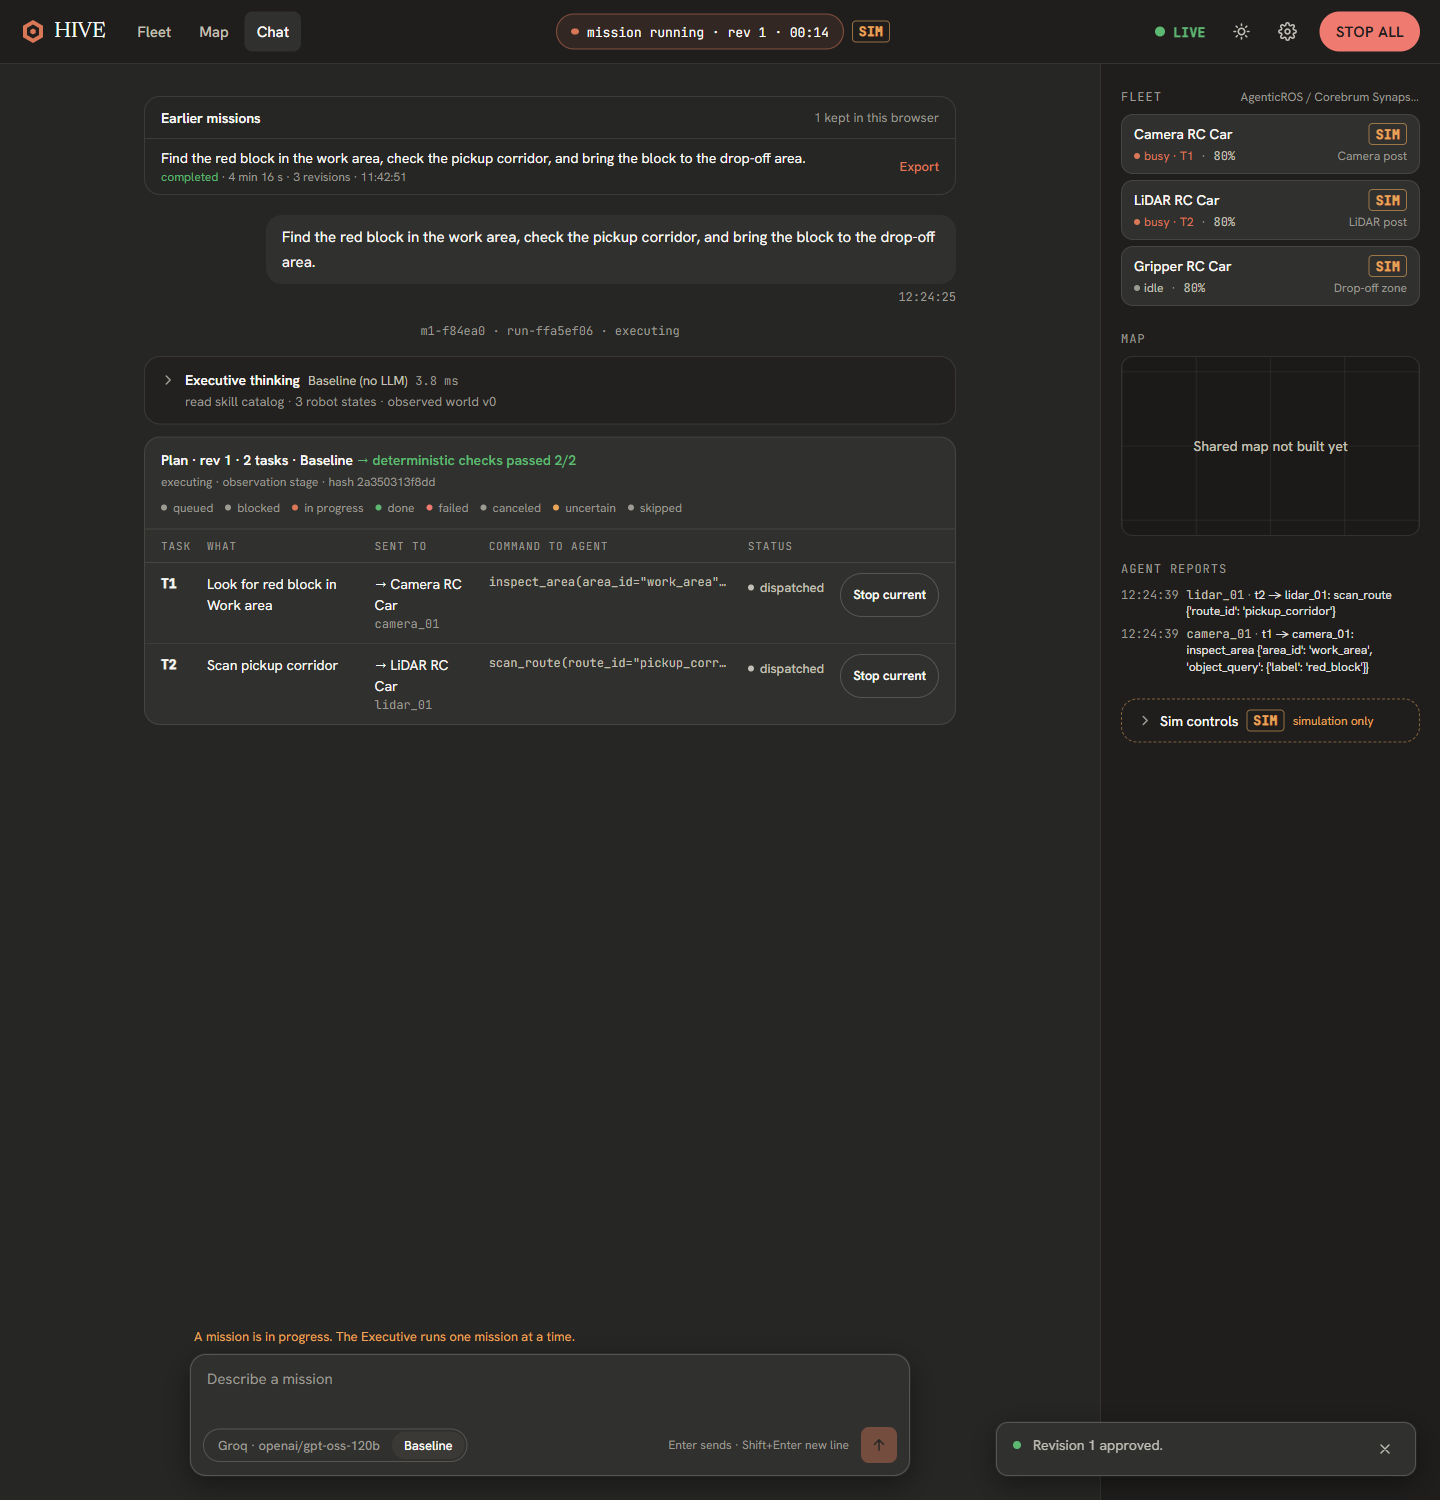 HIVE
Fleet
Map
Chat
mission running · rev 1 · 00:14
SIM
LIVE
STOP ALL
Earlier missions
1 kept in this browser
Find the red block in the work area, check the pickup corridor, and bring the block to the drop-off area.
completed · 4 min 16 s · 3 revisions · 11:42:51
Export
Find the red block in the work area, check the pickup corridor, and bring the block to the drop-off
area.
12:24:25
m1-f84ea0 · run-ffa5ef06 · executing
Executive thinking Baseline (no LLM) 3.8 ms
read skill catalog · 3 robot states · observed world v0
Plan · rev 1 · 2 tasks · Baseline → deterministic checks passed 2/2
executing · observation stage · hash 2a350313f8dd
queued blocked in progress done failed canceled uncertain skipped
TASK WHAT SENT TO COMMAND TO AGENT STATUS
T1
Look for red block in
Work area
→ Camera RC
Car
camera_01
inspect_area(area_id="work_area"…
dispatched
Stop current
T2
Scan pickup corridor
→ LiDAR RC
Car
lidar_01
scan_route(route_id="pickup_corr…
dispatched
Stop current
A mission is in progress. The Executive runs one mission at a time.
Describe a mission
Groq · openai/gpt-oss-120b
Baseline
Enter sends · Shift+Enter new line
FLEET
AgenticROS / Corebrum Synaps…
Camera RC Car
SIM
busy · T1 · 80%
Camera post
LiDAR RC Car
SIM
busy · T2 · 80%
LiDAR post
Gripper RC Car
SIM
idle · 80%
Drop-off zone
MAP
Shared map not built yet
AGENT REPORTS
12:24:39 lidar_01 · t2 → lidar_01: scan_route
{'route_id': 'pickup_corridor'}
12:24:39 camera_01 · t1 → camera_01:
inspect_area {'area_id': 'work_area',
'object_query': {'label': 'red_block'}}
Sim controls SIM simulation only
Revision 1 approved.